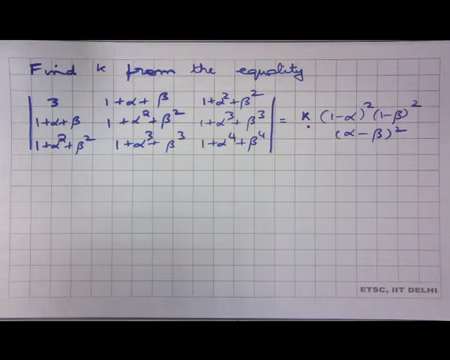 Find k from the equality
| 3 1+α+β 1+α²+β² |
| 1+α+β 1+α²+β² 1+α³+β³ | = K (1-α)² (1-β)²
| 1+α²+β² 1+α³+β³ 1+α⁴+β⁴ | (α-β)²
ETSC, IIT DELHI